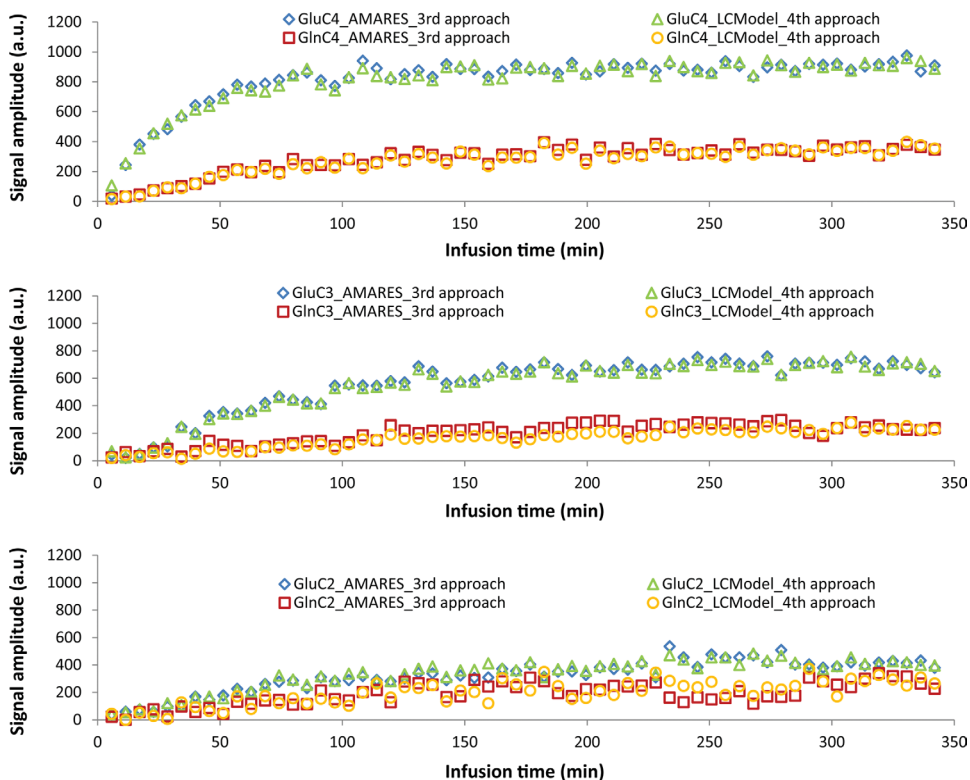 GluC4_AMARES_3rd approach GluC4_LCModel_4th approach
GlnC4_AMARES_3rd approach GlnC4_LCModel_4th approach
Signal amplitude (a.u.)
1200
1000
800
600
400
200
0
0 50 100 150 200 250 300 350
Infusion time (min)
GluC3_AMARES_3rd approach GluC3_LCModel_4th approach
GlnC3_AMARES_3rd approach GlnC3_LCModel_4th approach
Signal amplitude (a.u.)
1200
1000
800
600
400
200
0
0 50 100 150 200 250 300 350
Infusion time (min)
GluC2_AMARES_3rd approach GluC2_LCModel_4th approach
GlnC2_AMARES_3rd approach GlnC2_LCModel_4th approach
Signal amplitude (a.u.)
1200
1000
800
600
400
200
0
0 50 100 150 200 250 300 350
Infusion time (min)